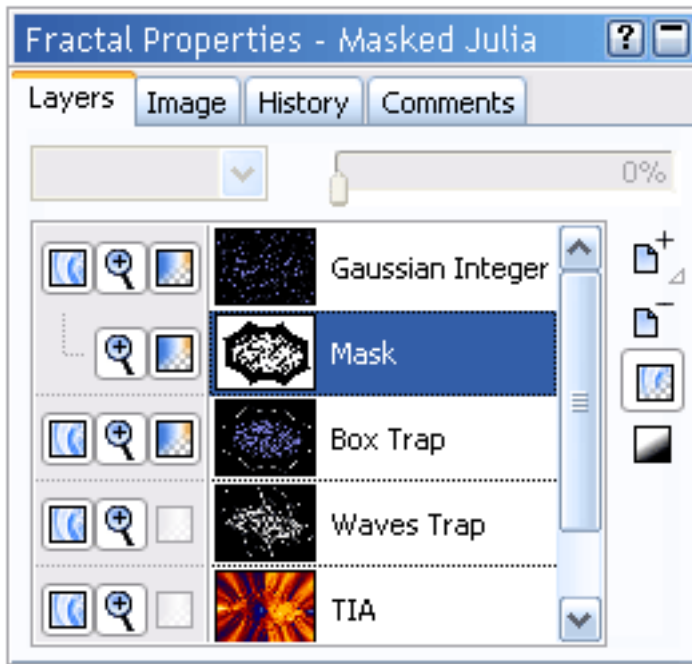 Fractal Properties - Masked Julia
?
Layers Image History Comments
0%
Gaussian Integer
Mask
Box Trap
Waves Trap
TIA